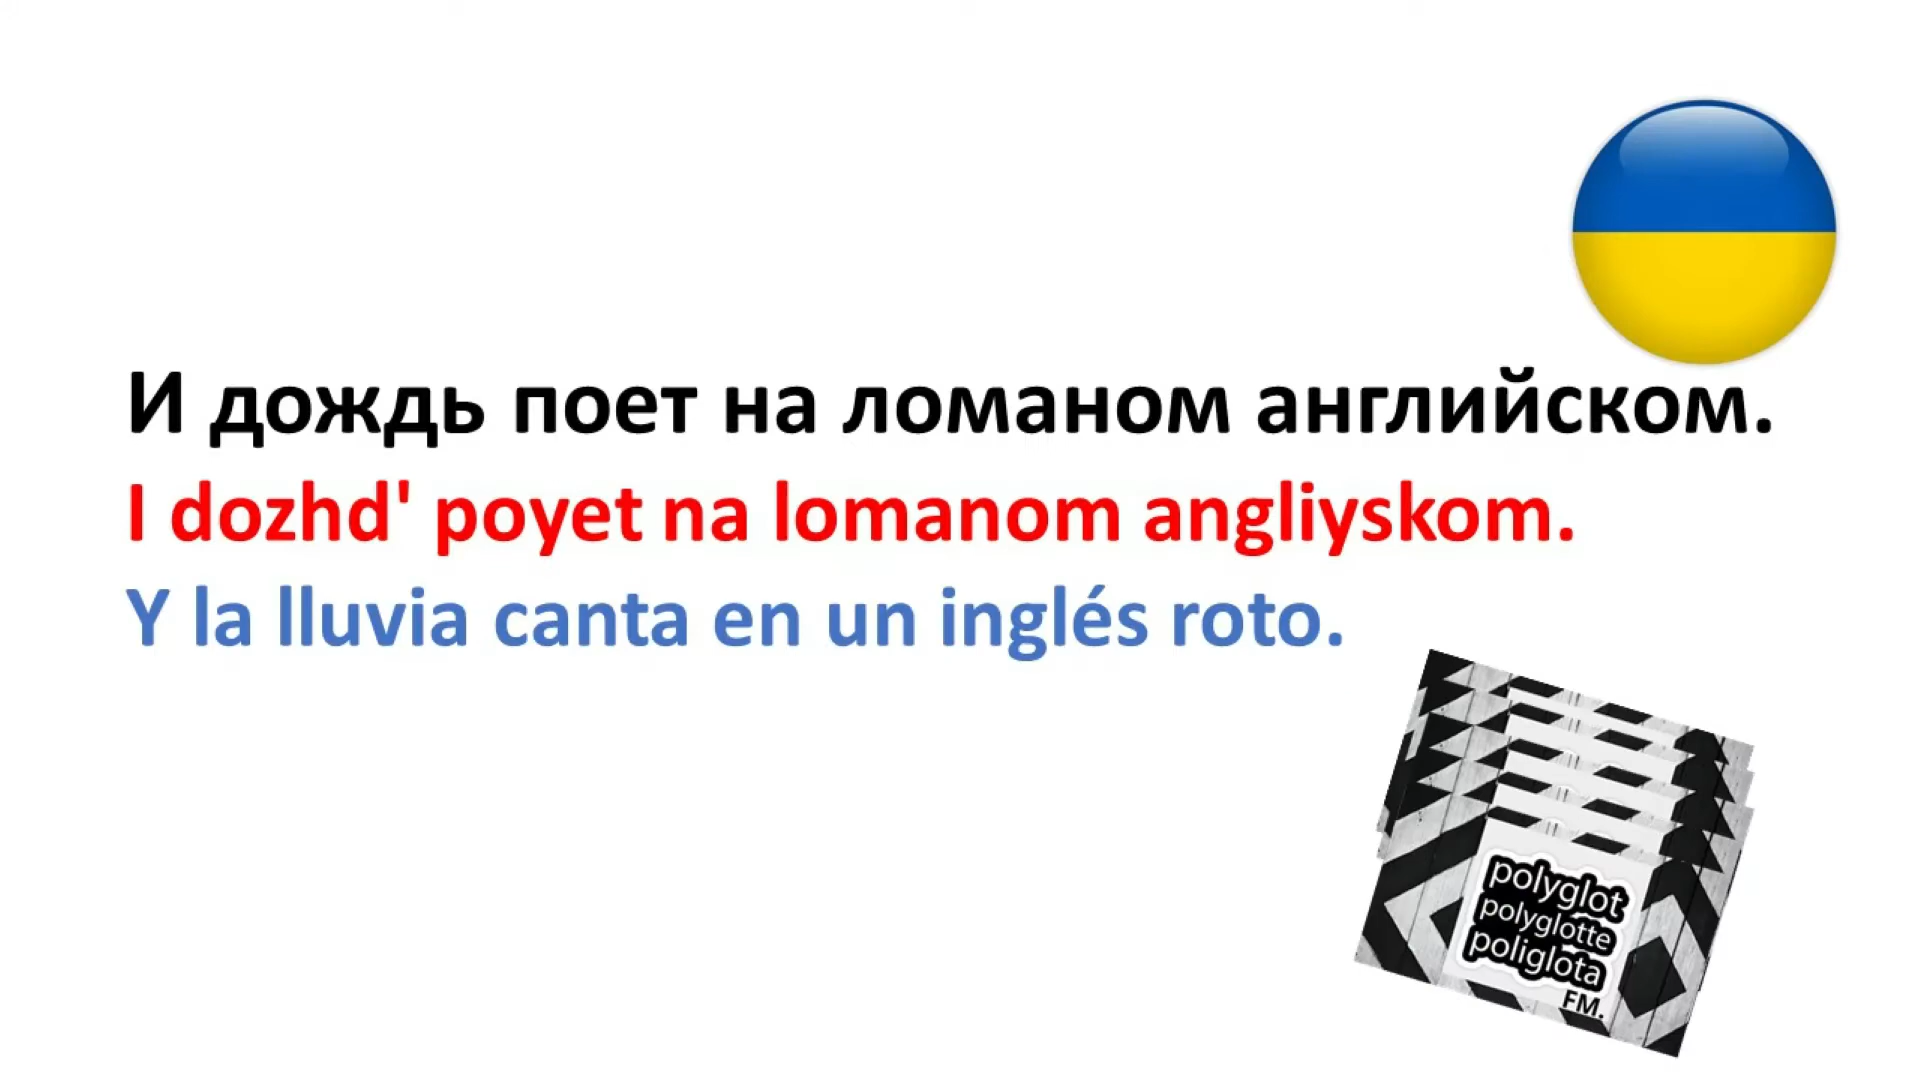 И дождь поет на ломаном английском.
I dozhd' poyet na lomanom angliyskom.
Y la lluvia canta en un inglés roto.
polyglot
polyglotte
poliglota
FM.